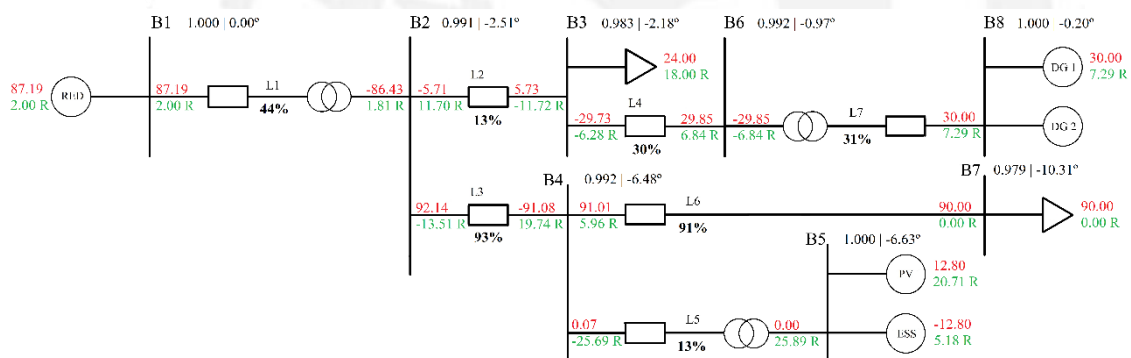 B1 1.000 | 0.00º
B2 0.991 | -2.51º
B3 0.983 | -2.18º
B6 0.992 | -0.97º
B8 1.000 -0.20º
87.19
2.00 R
RED
87.19
2.00 R
L1
44%
-86.43
1.81 R
-5.71
11.70 R
L2
13%
5.73
-11.72 R
24.00
18.00 R
-29.73
-6.28 R
L4
30%
29.85
6.84 R
-29.85
-6.84 R
L7
31%
30.00
7.29 R
DG 1
30.00
7.29 R
DG 2
92.14
-13.51 R
L3
93%
-91.08
19.74 R
B4 0.992 | -6.48º
91.01
5.96 R
L6
91%
90.00
0.00 R
B7 0.979 | -10.31º
90.00
0.00 R
B5 1.000 | -6.63º
PV
12.80
20.71 R
0.07
-25.69 R
L5
13%
0.00
25.89 R
ESS
-12.80
5.18 R